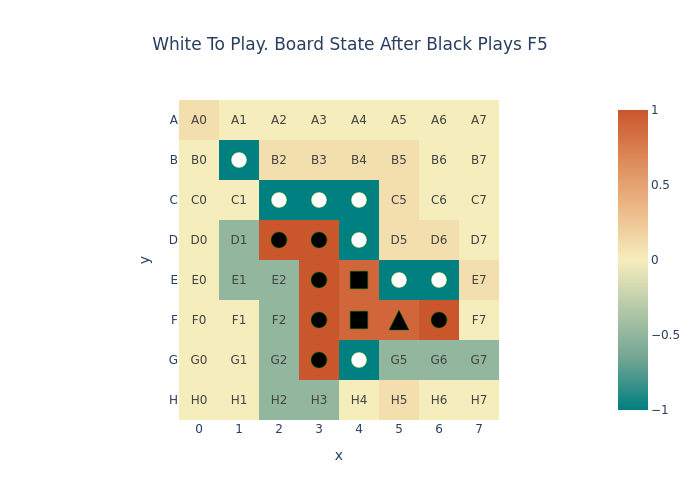 White To Play. Board State After Black Plays F5
A A0 A1 A2 A3 A4 A5 A6 A7
B B0 B2 B3 B4 B5 B6 B7
C C0 C1 C5 C6 C7
D D0 D1 D5 D6 D7
E E0 E1 E2 E7
F F0 F1 F2 F7
G G0 G1 G2 G5 G6 G7
H H0 H1 H2 H3 H4 H5 H6 H7
0 1 2 3 4 5 6 7
x
y
1
0.5
0
−0.5
−1